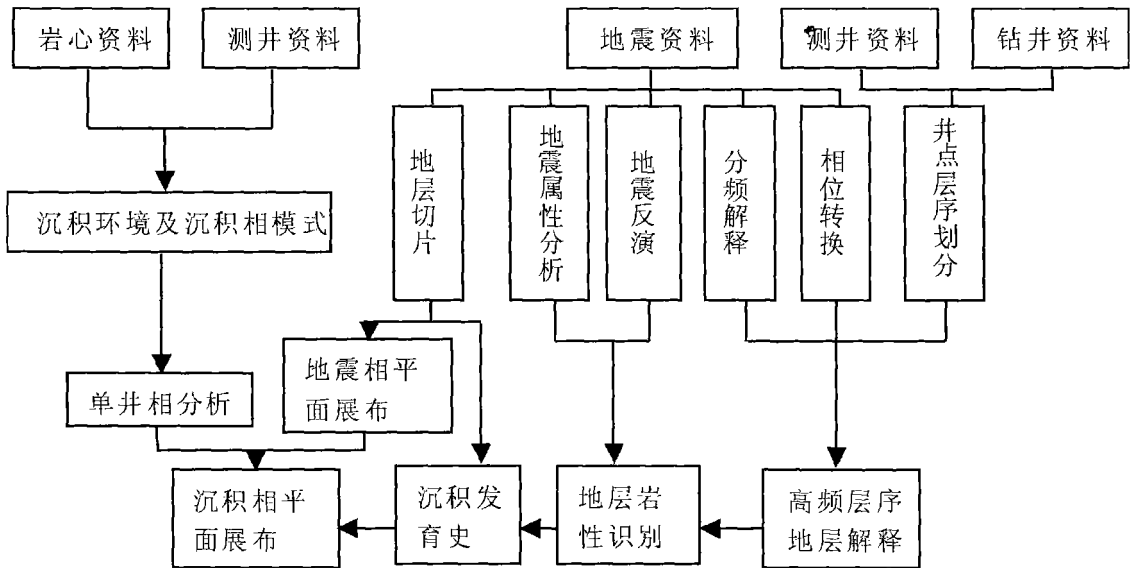 岩心资料
测井资料
地震资料
测井资料
钻井资料
地层切片
地震属性分析
地震反演
分频解释
相位转换
井点层序划分
沉积环境及沉积相模式
地震相平
面展布
单井相分析
沉积相平
面展布
沉积发
育史
地层岩
性识别
高频层序
地层解释